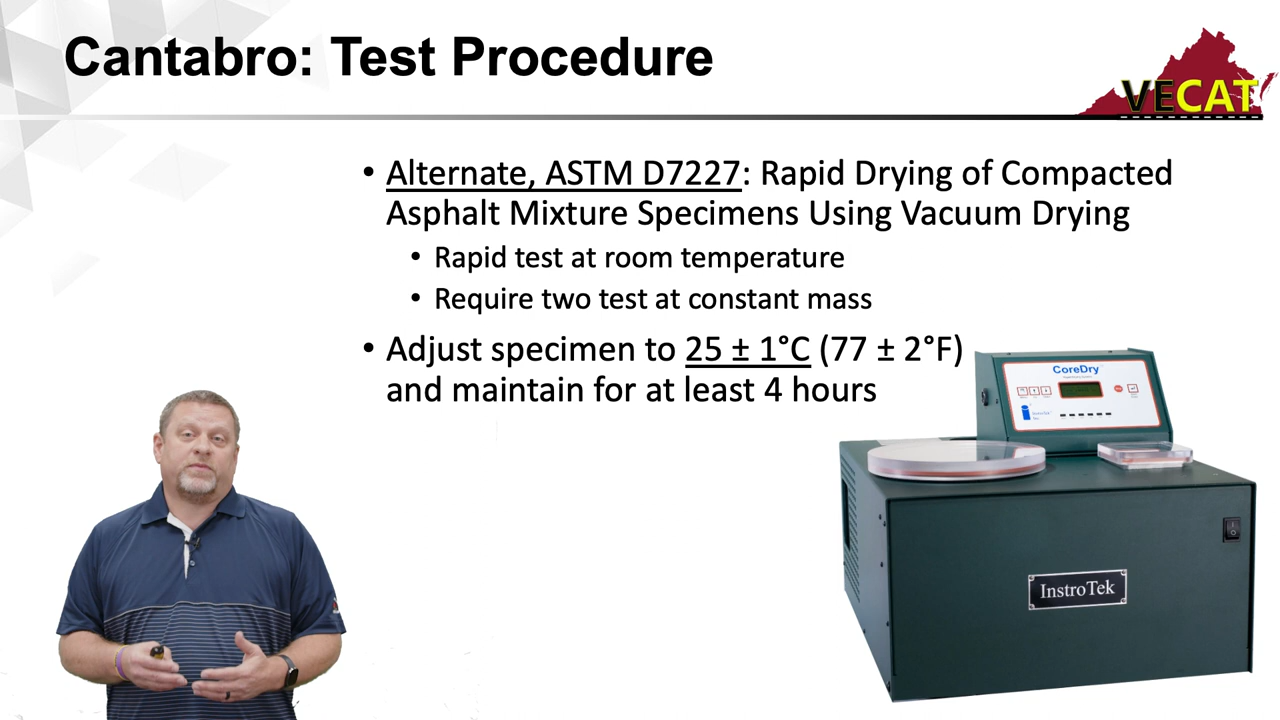 Cantabro: Test Procedure
VECAT
• Alternate, ASTM D7227: Rapid Drying of Compacted
Asphalt Mixture Specimens Using Vacuum Drying
• Rapid test at room temperature
• Require two test at constant mass
• Adjust specimen to 25 ± 1°C (77 ± 2°F)
and maintain for at least 4 hours
CoreDry
InstroTek
InstroTek